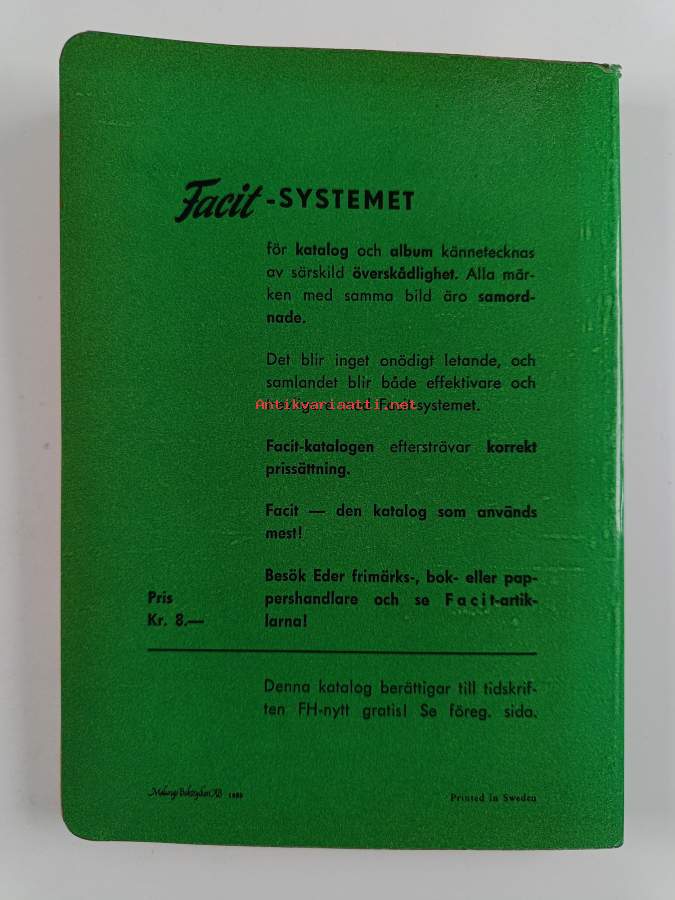 Facit-SYSTEMET
för katalog och album kännetecknas
av särskild överskådlighet. Alla mär-
ken med samma bild äro samord-
nade.
Det blir inget onödigt letande, och
samlandet blir både effektivare och
Facit-systemet.
Antikvariaatti.net
Facit-katalogen eftersträvar korrekt
prissättning.
Facit — den katalog som används
mest!
Besök Eder frimärks-, bok- eller pap-
pershandlare och se Facit-artik-
larna!
Pris
Kr. 8.—
Denna katalog berättigar till tidskrif-
ten FH-nytt gratis! Se föreg. sida.
Printed in Sweden